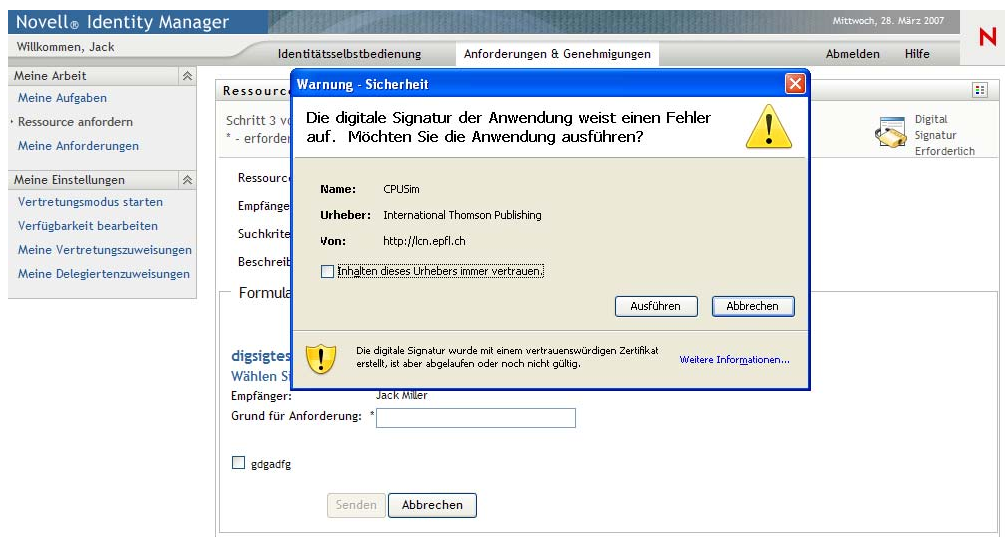 Novell® Identity Manager
Mittwoch, 28. März 2007
N
Willkommen, Jack
Identitätsselbstbedienung
Anforderungen & Genehmigungen
Abmelden
Hilfe
Meine Arbeit
Meine Aufgaben
Ressource anfordern
Meine Anforderungen
Meine Einstellungen
Vertretungsmodus starten
Verfügbarkeit bearbeiten
Meine Vertretungszuweisungen
Meine Delegiertenzuweisungen
Ressourc
Schritt 3 vo
* - erforder
Digital
Signatur
Erforderlich
Ressourc
Empfänge
Suchkrite
Beschreib
Formula
Warnung - Sicherheit
Die digitale Signatur der Anwendung weist einen Fehler
auf. Möchten Sie die Anwendung ausführen?
Name: CPUSim
Urheber: International Thomson Publishing
Von: http://lcn.epfl.ch
Inhalten dieses Urhebers immer vertrauen.
Ausführen
Abbrechen
Die digitale Signatur wurde mit einem vertrauenswürdigen Zertifikat
erstellt, ist aber abgelaufen oder noch nicht gültig.
Weitere Informationen...
digsigtes
Wählen Si
Empfänger: Jack Miller
Grund für Anforderung: *
gdgadfg
Senden
Abbrechen